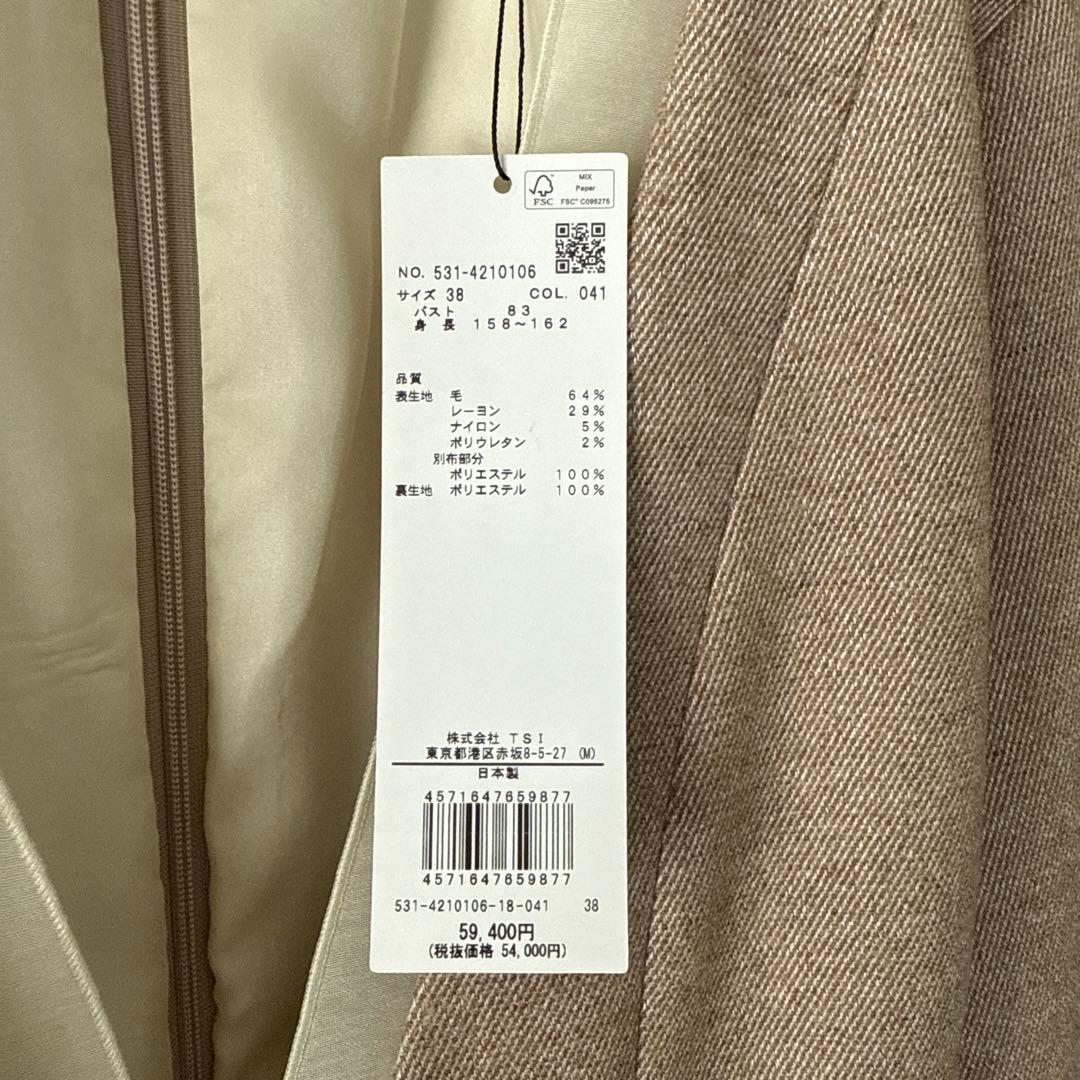 MIX
Paper
FSC
FSC™ C095275
NO. 531-4210106
サイズ 38 COL. 041
バスト 83
身長 158～162
品質
表生地 毛 64%
レーヨン 29%
ナイロン 5%
ポリウレタン 2%
別布部分
ポリエステル 100%
裏生地 ポリエステル 100%
株式会社 TSI
東京都港区赤坂8-5-27 (M)
日本製
4571647659877
4571647659877
531-4210106-18-041 38
59,400円
(税抜価格 54,000円)